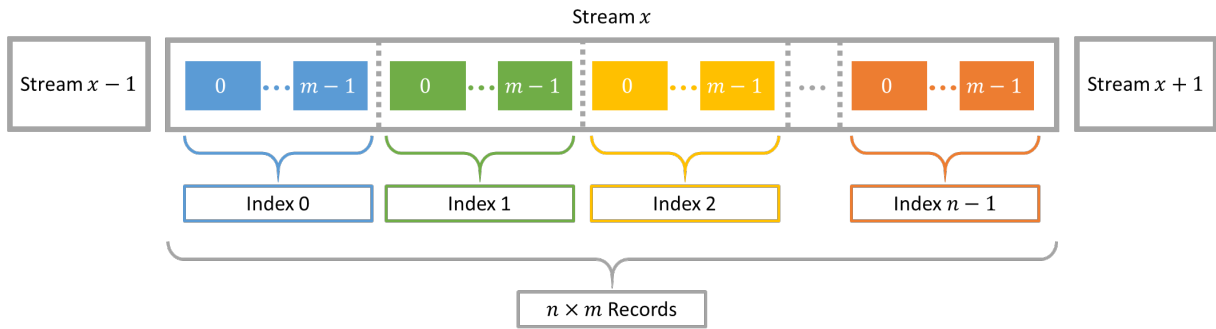 Stream x
Stream x − 1
0 ••• m − 1
0 ••• m − 1
0 ••• m − 1
•••
0 ••• m − 1
Stream x + 1
Index 0
Index 1
Index 2
Index n − 1
n × m Records